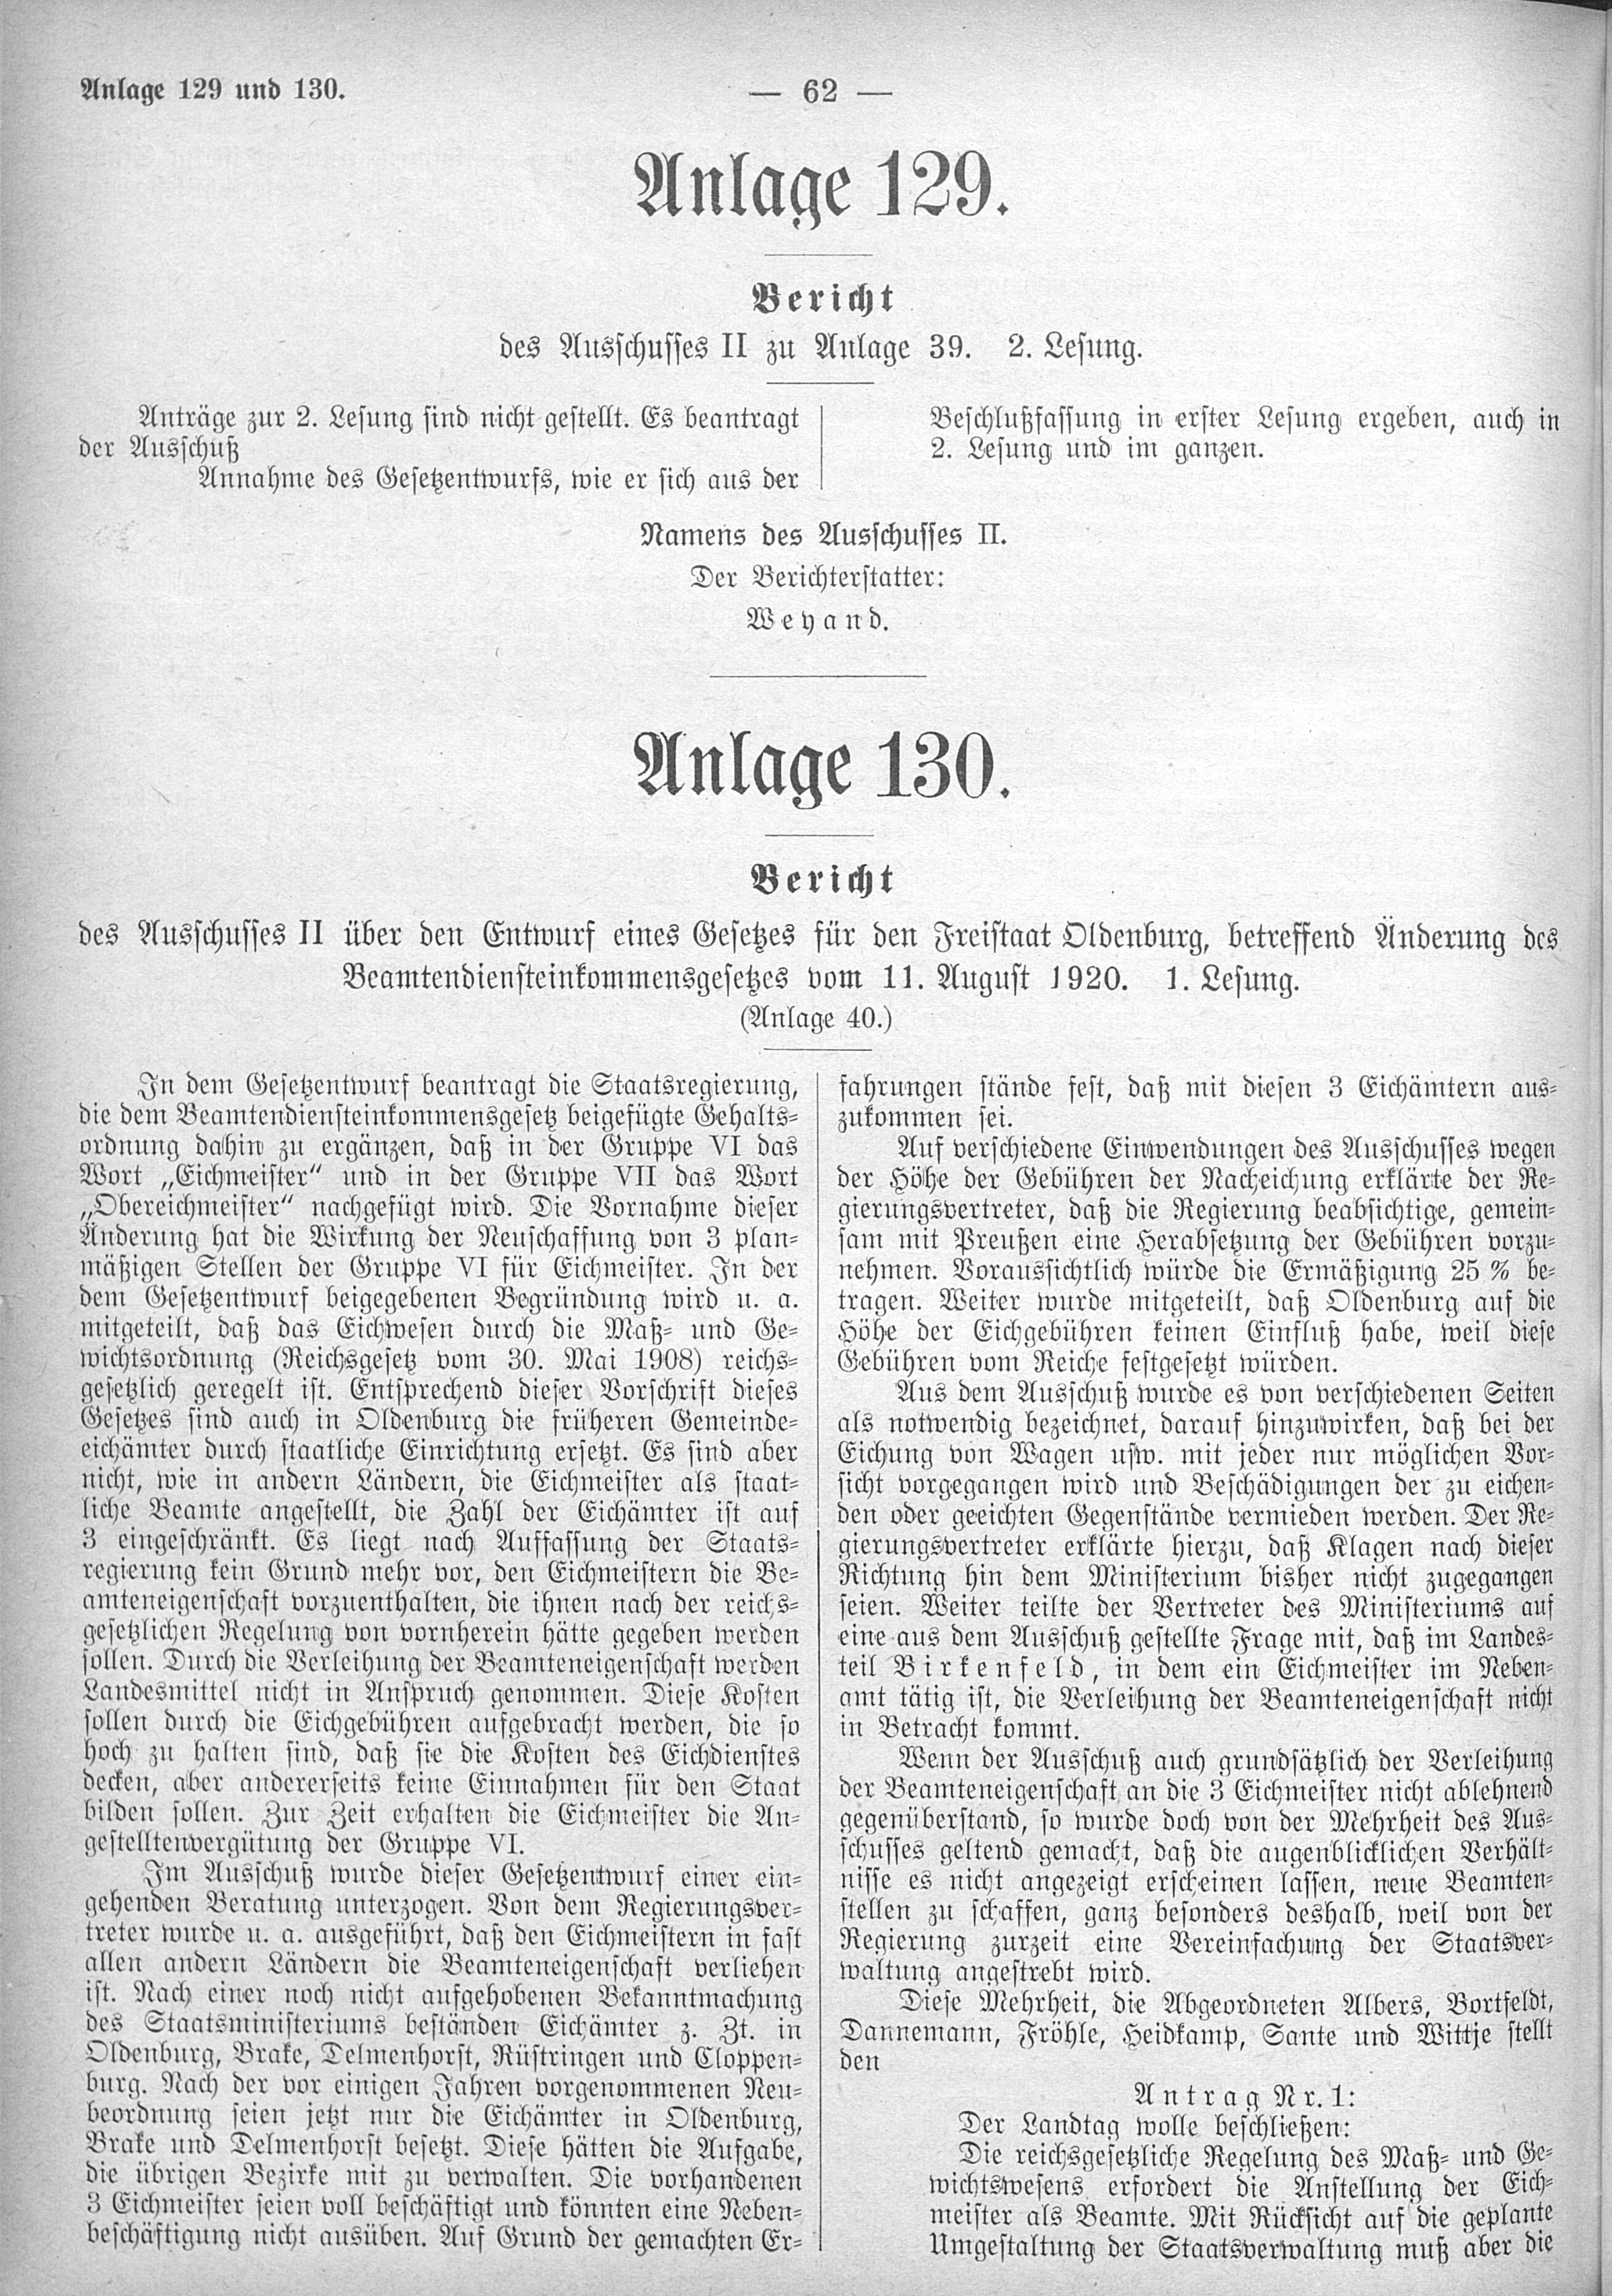 Anlage 129 und 130.
— 62 —
Anlage 129.
Bericht
des Ausschusses II zu Anlage 39. 2. Lesung.
Anträge zur 2. Lesung sind nicht gestellt. Es beantragt
der Ausschuß
Annahme des Gesetzentwurfs, wie er sich aus der
Beschlußfassung in erster Lesung ergeben, auch in
2. Lesung und im ganzen.
Namens des Ausschusses II.
Der Berichterstatter:
Weyand.
Anlage 130.
Bericht
des Ausschusses II über den Entwurf eines Gesetzes für den Freistaat Oldenburg, betreffend Änderung des
Beamtendiensteinkommensgesetzes vom 11. August 1920. 1. Lesung.
(Anlage 40.)
In dem Gesetzentwurf beantragt die Staatsregierung,
die dem Beamtendiensteinkommensgesetz beigefügte Gehalts-
ordnung dahin zu ergänzen, daß in der Gruppe VI das
Wort „Eichmeister“ und in der Gruppe VII das Wort
„Obereichmeister“ nachgefügt wird. Die Vornahme dieser
Änderung hat die Wirkung der Neuschaffung von 3 plan-
mäßigen Stellen der Gruppe VI für Eichmeister. In der
dem Gesetzentwurf beigegebenen Begründung wird u. a.
mitgeteilt, daß das Eichwesen durch die Maß- und Ge-
wichtsordnung (Reichsgesetz vom 30. Mai 1908) reichs-
gesetzlich geregelt ist. Entsprechend dieser Vorschrift dieses
Gesetzes sind auch in Oldenburg die früheren Gemeinde-
eichämter durch staatliche Einrichtung ersetzt. Es sind aber
nicht, wie in andern Ländern, die Eichmeister als staat-
liche Beamte angestellt, die Zahl der Eichämter ist auf
3 eingeschränkt. Es liegt nach Auffassung der Staats-
regierung kein Grund mehr vor, den Eichmeistern die Be-
amteneigenschaft vorzuenthalten, die ihnen nach der reichs-
gesetzlichen Regelung von vornherein hätte gegeben werden
sollen. Durch die Verleihung der Beamteneigenschaft werden
Landesmittel nicht in Anspruch genommen. Diese Kosten
sollen durch die Eichgebühren aufgebracht werden, die so
hoch zu halten sind, daß sie die Kosten des Eichdienstes
decken, aber andererseits keine Einnahmen für den Staat
bilden sollen. Zur Zeit erhalten die Eichmeister die An-
gestelltenvergütung der Gruppe VI.
Im Ausschuß wurde dieser Gesetzentwurf einer ein-
gehenden Beratung unterzogen. Von dem Regierungsver-
treter wurde u. a. ausgeführt, daß den Eichmeistern in fast
allen andern Ländern die Beamteneigenschaft verliehen
ist. Nach einer noch nicht aufgehobenen Bekanntmachung
des Staatsministeriums beständen Eichämter z. Zt. in
Oldenburg, Brake, Delmenhorst, Rüstringen und Cloppen-
burg. Nach der vor einigen Jahren vorgenommenen Neu-
beordnung seien jetzt nur die Eichämter in Oldenburg,
Brake und Delmenhorst besetzt. Diese hätten die Aufgabe,
die übrigen Bezirke mit zu verwalten. Die vorhandenen
3 Eichmeister seien voll beschäftigt und könnten eine Neben-
beschäftigung nicht ausüben. Auf Grund der gemachten Er-
fahrungen stände fest, daß mit diesen 3 Eichämtern aus-
zukommen sei.
Auf verschiedene Einwendungen des Ausschusses wegen
der Höhe der Gebühren der Nacheichung erklärte der Re-
gierungsvertreter, daß die Regierung beabsichtige, gemein-
sam mit Preußen eine Herabsetzung der Gebühren vorzu-
nehmen. Voraussichtlich würde die Ermäßigung 25 % be-
tragen. Weiter wurde mitgeteilt, daß Oldenburg auf die
Höhe der Eichgebühren keinen Einfluß habe, weil diese
Gebühren vom Reiche festgesetzt würden.
Aus dem Ausschuß wurde es von verschiedenen Seiten
als notwendig bezeichnet, darauf hinzuwirken, daß bei der
Eichung von Wagen usw. mit jeder nur möglichen Vor-
sicht vorgegangen wird und Beschädigungen der zu eichen-
den oder geeichten Gegenstände vermieden werden. Der Re-
gierungsvertreter erklärte hierzu, daß Klagen nach dieser
Richtung hin dem Ministerium bisher nicht zugegangen
seien. Weiter teilte der Vertreter des Ministeriums auf
eine aus dem Ausschuß gestellte Frage mit, daß im Landes-
teil Birkenfeld, in dem ein Eichmeister im Neben-
amt tätig ist, die Verleihung der Beamteneigenschaft nicht
in Betracht kommt.
Wenn der Ausschuß auch grundsätzlich der Verleihung
der Beamteneigenschaft an die 3 Eichmeister nicht ablehnend
gegenüberstand, so wurde doch von der Mehrheit des Aus-
schusses geltend gemacht, daß die augenblicklichen Verhält-
nisse es nicht angezeigt erscheinen lassen, neue Beamten-
stellen zu schaffen, ganz besonders deshalb, weil von der
Regierung zurzeit eine Vereinfachung der Staatsver-
waltung angestrebt wird.
Diese Mehrheit, die Abgeordneten Albers, Bortfeldt,
Dannemann, Fröhle, Heidkamp, Sante und Wittje stellt
den
Antrag Nr. 1:
Der Landtag wolle beschließen:
Die reichsgesetzliche Regelung des Maß- und Ge-
wichtswesens erfordert die Anstellung der Eich-
meister als Beamte. Mit Rücksicht auf die geplante
Umgestaltung der Staatsverwaltung muß aber die